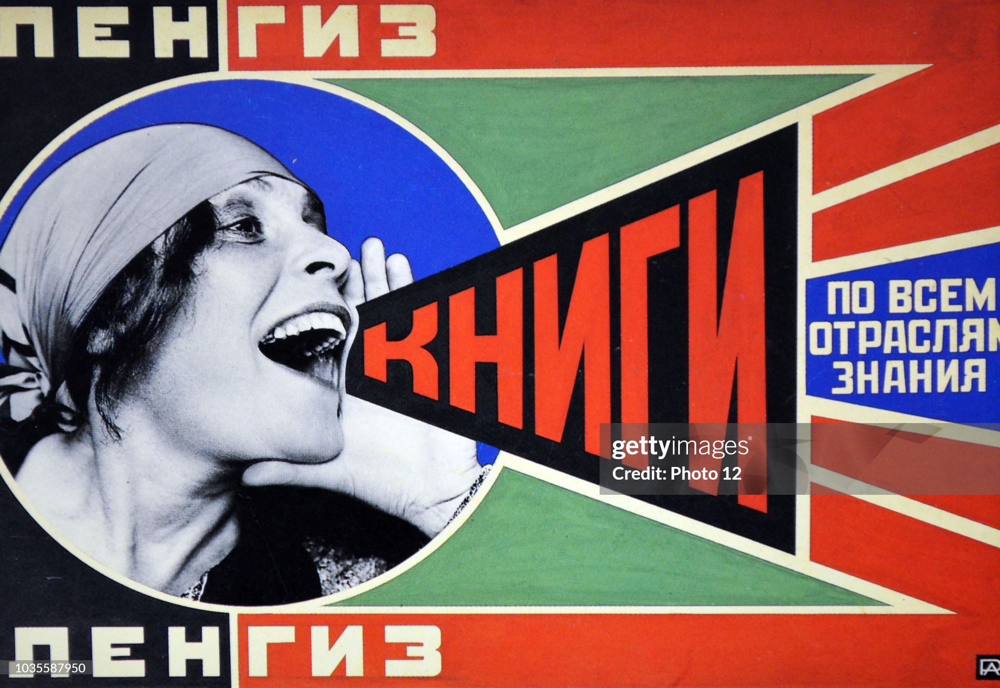 ЛЕНГИЗ
КНИГИ
ПО ВСЕМ
ОТРАСЛЯМ
ЗНАНИЯ
gettyimages®
Credit: Photo 12
ЛЕНГИЗ
1035587950